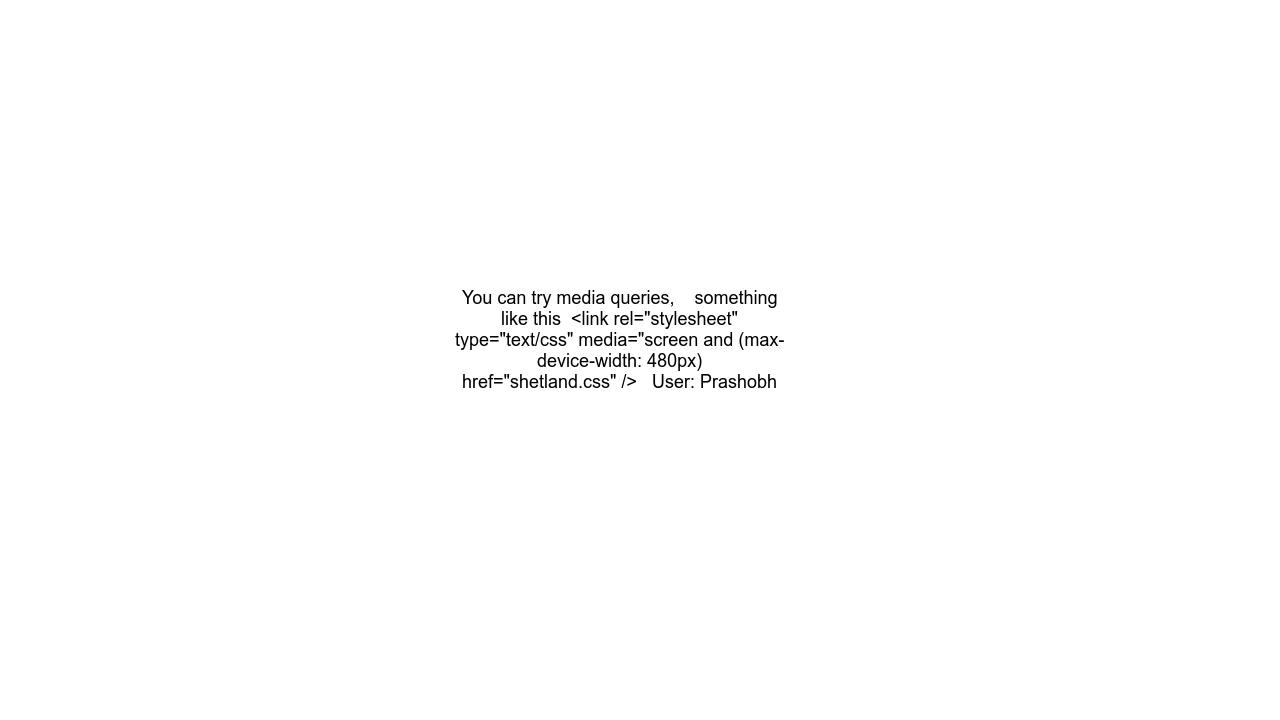 You can try media queries,    something
like this  <link rel="stylesheet"
type="text/css" media="screen and (max-
device-width: 480px)
href="shetland.css" />   User: Prashobh